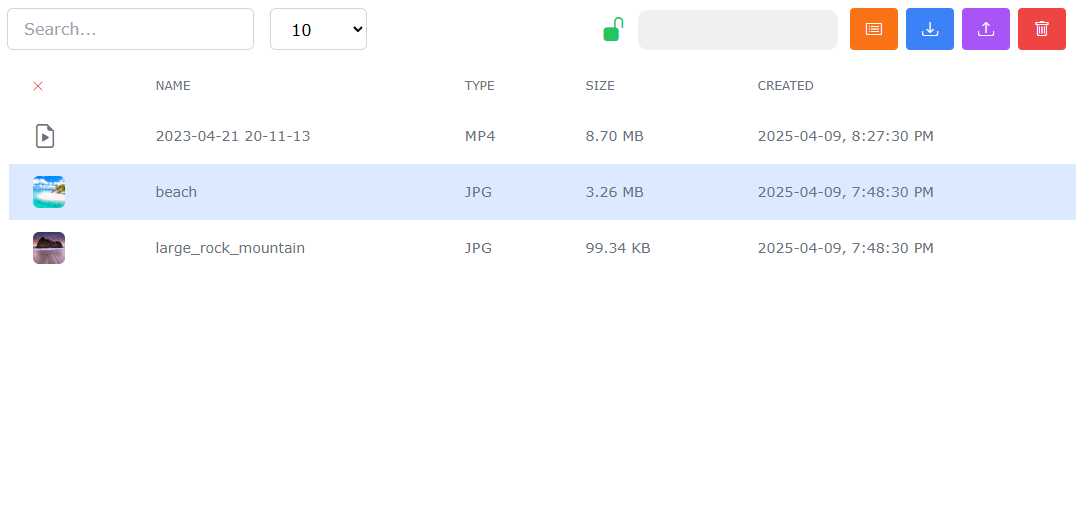 Search... 10
NAME TYPE SIZE CREATED
2023-04-21 20-11-13 MP4 8.70 MB 2025-04-09, 8:27:30 PM
beach JPG 3.26 MB 2025-04-09, 7:48:30 PM
large_rock_mountain JPG 99.34 KB 2025-04-09, 7:48:30 PM